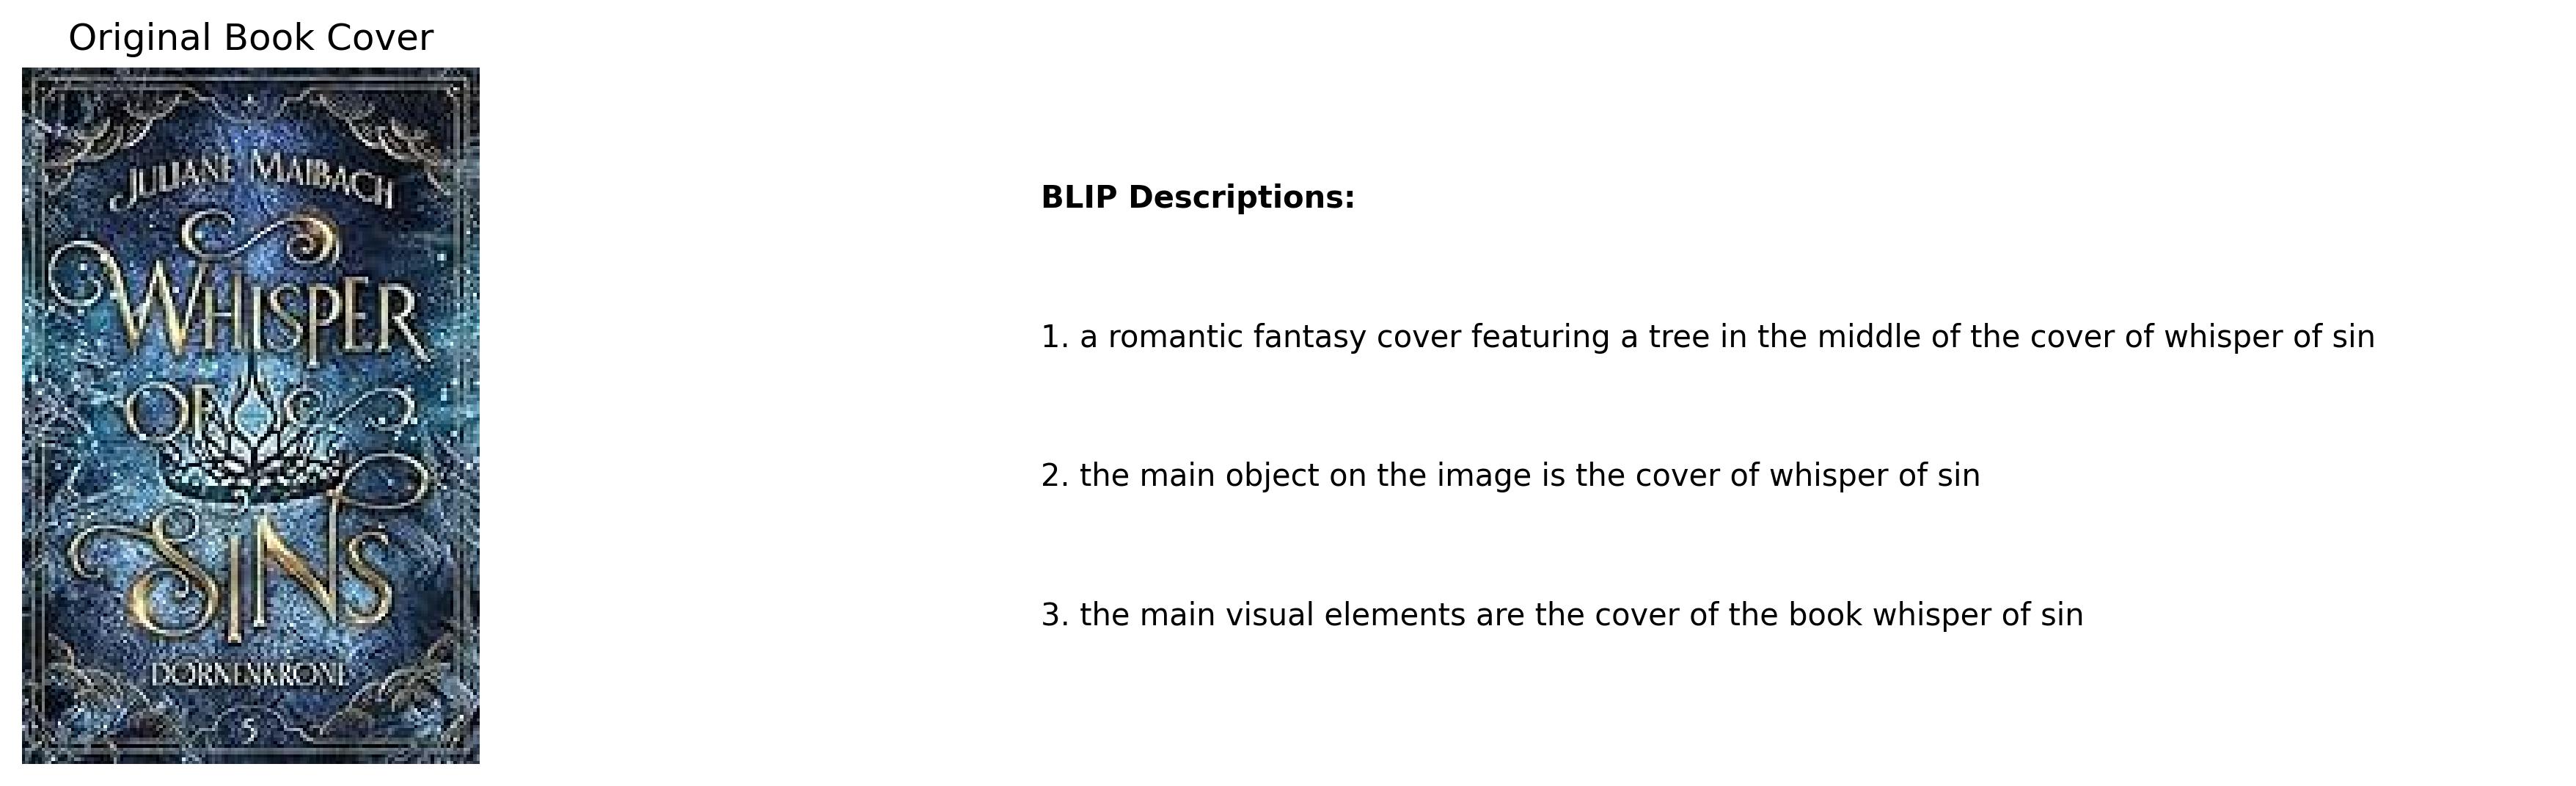 Original Book Cover
JULIANE MAIBACH
WHISPER
OF
SINS
DORNENKRONE
5
BLIP Descriptions:
1. a romantic fantasy cover featuring a tree in the middle of the cover of whisper of sin
2. the main object on the image is the cover of whisper of sin
3. the main visual elements are the cover of the book whisper of sin